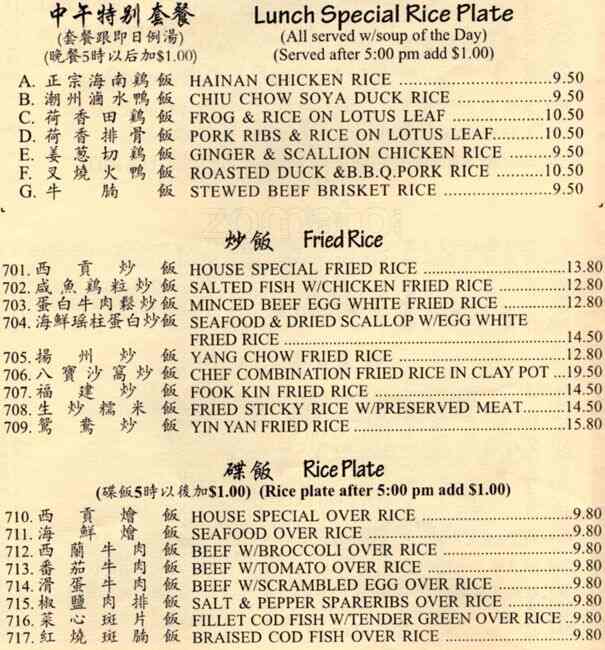 中午特别套餐 Lunch Special Rice Plate
(套餐跟即日例湯) (All served w/soup of the Day)
(晚餐5時以后加$1.00) (Served after 5:00 pm add $1.00)
A. 正宗海南鷄飯 HAINAN CHICKEN RICE ...9.50
B. 潮州滷水鴨飯 CHIU CHOW SOYA DUCK RICE ...9.50
C. 荷香田鷄飯 FROG & RICE ON LOTUS LEAF ...10.50
D. 荷香排骨飯 PORK RIBS & RICE ON LOTUS LEAF...10.50
E. 姜葱切鷄飯 GINGER & SCALLION CHICKEN RICE ...9.50
F. 叉燒火鴨飯 ROASTED DUCK &B.B.Q.PORK RICE ...10.50
G. 牛腩飯 STEWED BEEF BRISKET RICE ...9.50
zomato
炒飯 Fried Rice
701. 西貢炒飯 HOUSE SPECIAL FRIED RICE ...13.80
702. 咸魚鷄粒炒飯 SALTED FISH W/CHICKEN FRIED RICE ...12.80
703. 蛋白牛肉鬆炒飯 MINCED BEEF EGG WHITE FRIED RICE ...12.80
704. 海鮮瑶柱蛋白炒飯 SEAFOOD & DRIED SCALLOP W/EGG WHITE
FRIED RICE ...14.50
705. 揚州炒飯 YANG CHOW FRIED RICE ...12.80
706. 八寶沙窩炒飯 CHEF COMBINATION FRIED RICE IN CLAY POT ...19.50
707. 福建炒飯 FOOK KIN FRIED RICE ...14.50
708. 生炒糯米飯 FRIED STICKY RICE W/PRESERVED MEAT...14.50
709. 鴛鴦炒飯 YIN YAN FRIED RICE ...15.80
碟飯 Rice Plate
(碟飯5時以後加$1.00) (Rice plate after 5:00 pm add $1.00)
710. 西貢燴飯 HOUSE SPECIAL OVER RICE ...9.80
711. 海鮮燴飯 SEAFOOD OVER RICE ...9.80
712. 西蘭牛肉飯 BEEF W/BROCCOLI OVER RICE ...9.80
713. 番茄牛肉飯 BEEF W/TOMATO OVER RICE ...9.80
714. 滑蛋牛肉飯 BEEF W/SCRAMBLED EGG OVER RICE ...9.80
715. 椒鹽肉排飯 SALT & PEPPER SPARERIBS OVER RICE ...9.80
716. 菜心斑片飯 FILLET COD FISH W/TENDER GREEN OVER RICE ..9.80
717. 紅燒斑腩飯 BRAISED COD FISH OVER RICE ...9.80